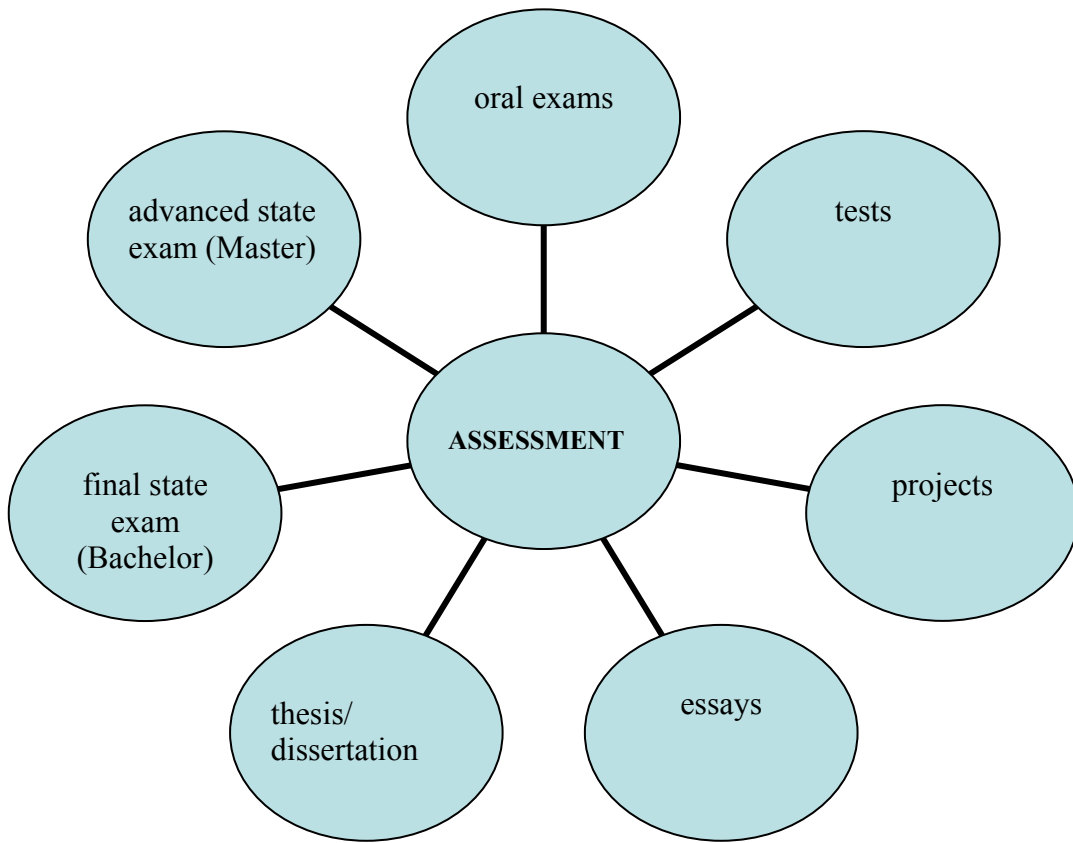 oral exams
advanced state
exam (Master)
tests
ASSESSMENT
final state
exam
(Bachelor)
projects
thesis/
dissertation
essays